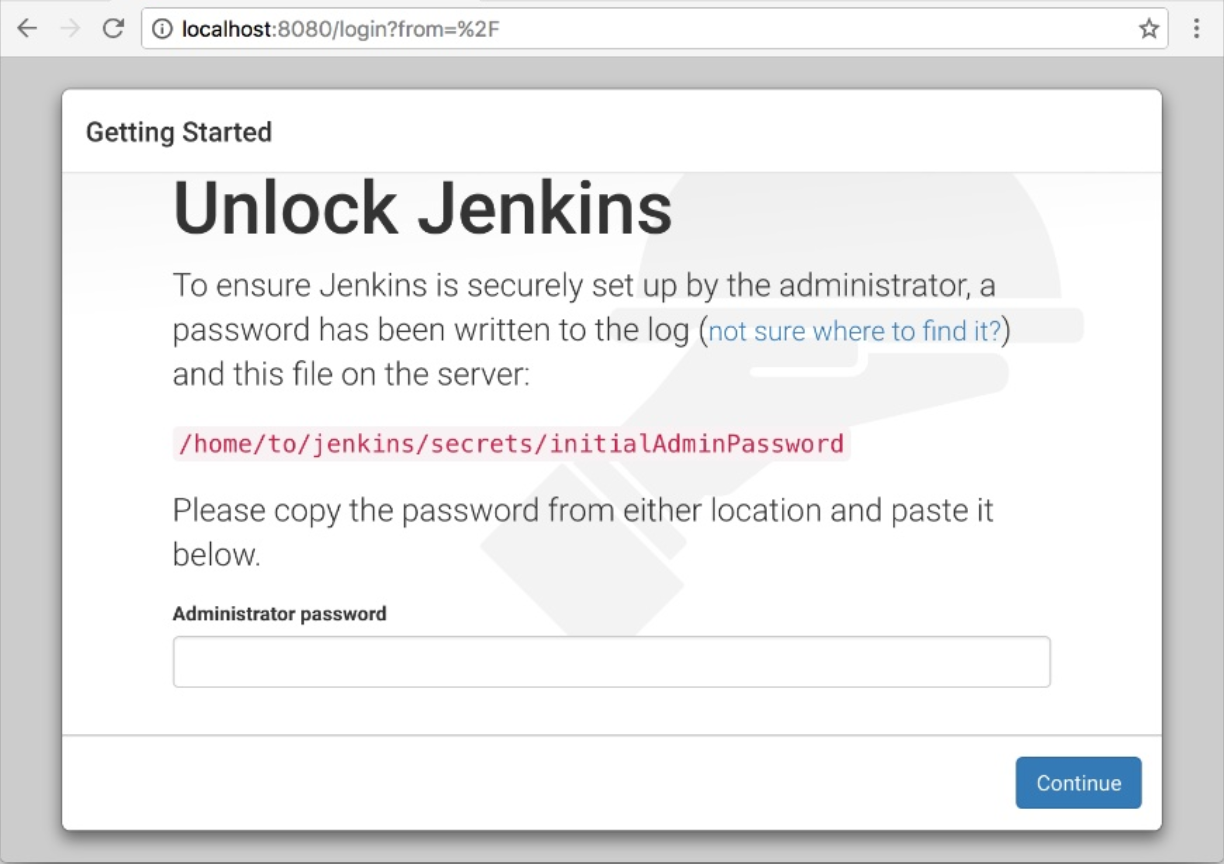 localhost:8080/login?from=%2F
Getting Started
Unlock Jenkins
To ensure Jenkins is securely set up by the administrator, a
password has been written to the log (not sure where to find it?)
and this file on the server:
/home/to/jenkins/secrets/initialAdminPassword
Please copy the password from either location and paste it
below.
Administrator password
Continue